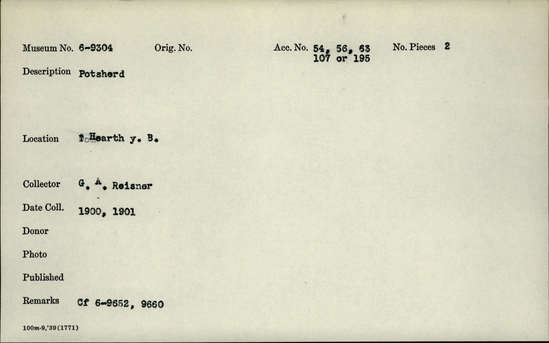 Museum No. 6-9304 Orig. No. Acc. No. 54, 56, 63 No. Pieces 2
107 or 195
Description Potsherd
Location Hearth y. B.
Collector G. A. Reisner
Date Coll. 1900, 1901
Donor
Photo
Published
Remarks Cf 6-9652, 9660
100m-9,'39 (1771)